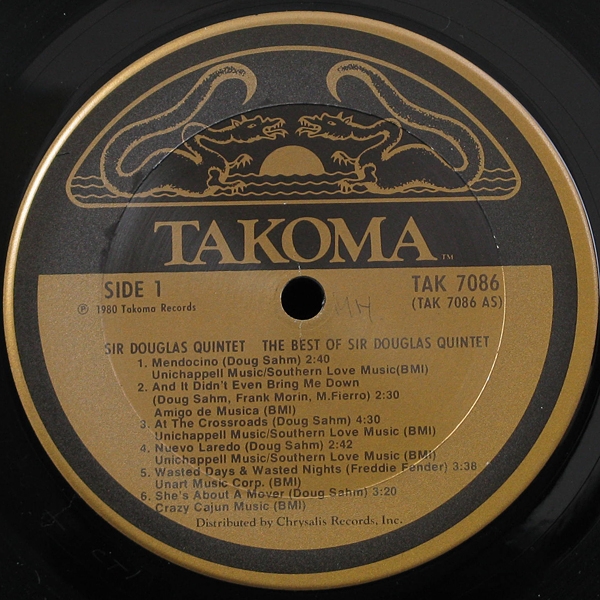 TAKOMA™
SIDE 1
℗ 1980 Takoma Records
TAK 7086
(TAK 7086 AS)
SIR DOUGLAS QUINTET THE BEST OF SIR DOUGLAS QUINTET
1. Mendocino (Doug Sahm) 2:40
Unichappell Music/Southern Love Music(BMI)
2. And It Didn't Even Bring Me Down
(Doug Sahm, Frank Morin, M.Fierro) 2:30
Amigo de Musica (BMI)
3. At The Crossroads (Doug Sahm) 4:30
Unichappell Music/Southern Love Music (BMI)
4. Nuevo Laredo (Doug Sahm) 2:42
Unichappell Music/Southern Love Music (BMI)
5. Wasted Days & Wasted Nights (Freddie Fender) 3:38
Unart Music Corp. (BMI)
6. She's About A Mover (Doug Sahm) 3:20
Crazy Cajun Music (BMI)
Distributed by Chrysalis Records, Inc.